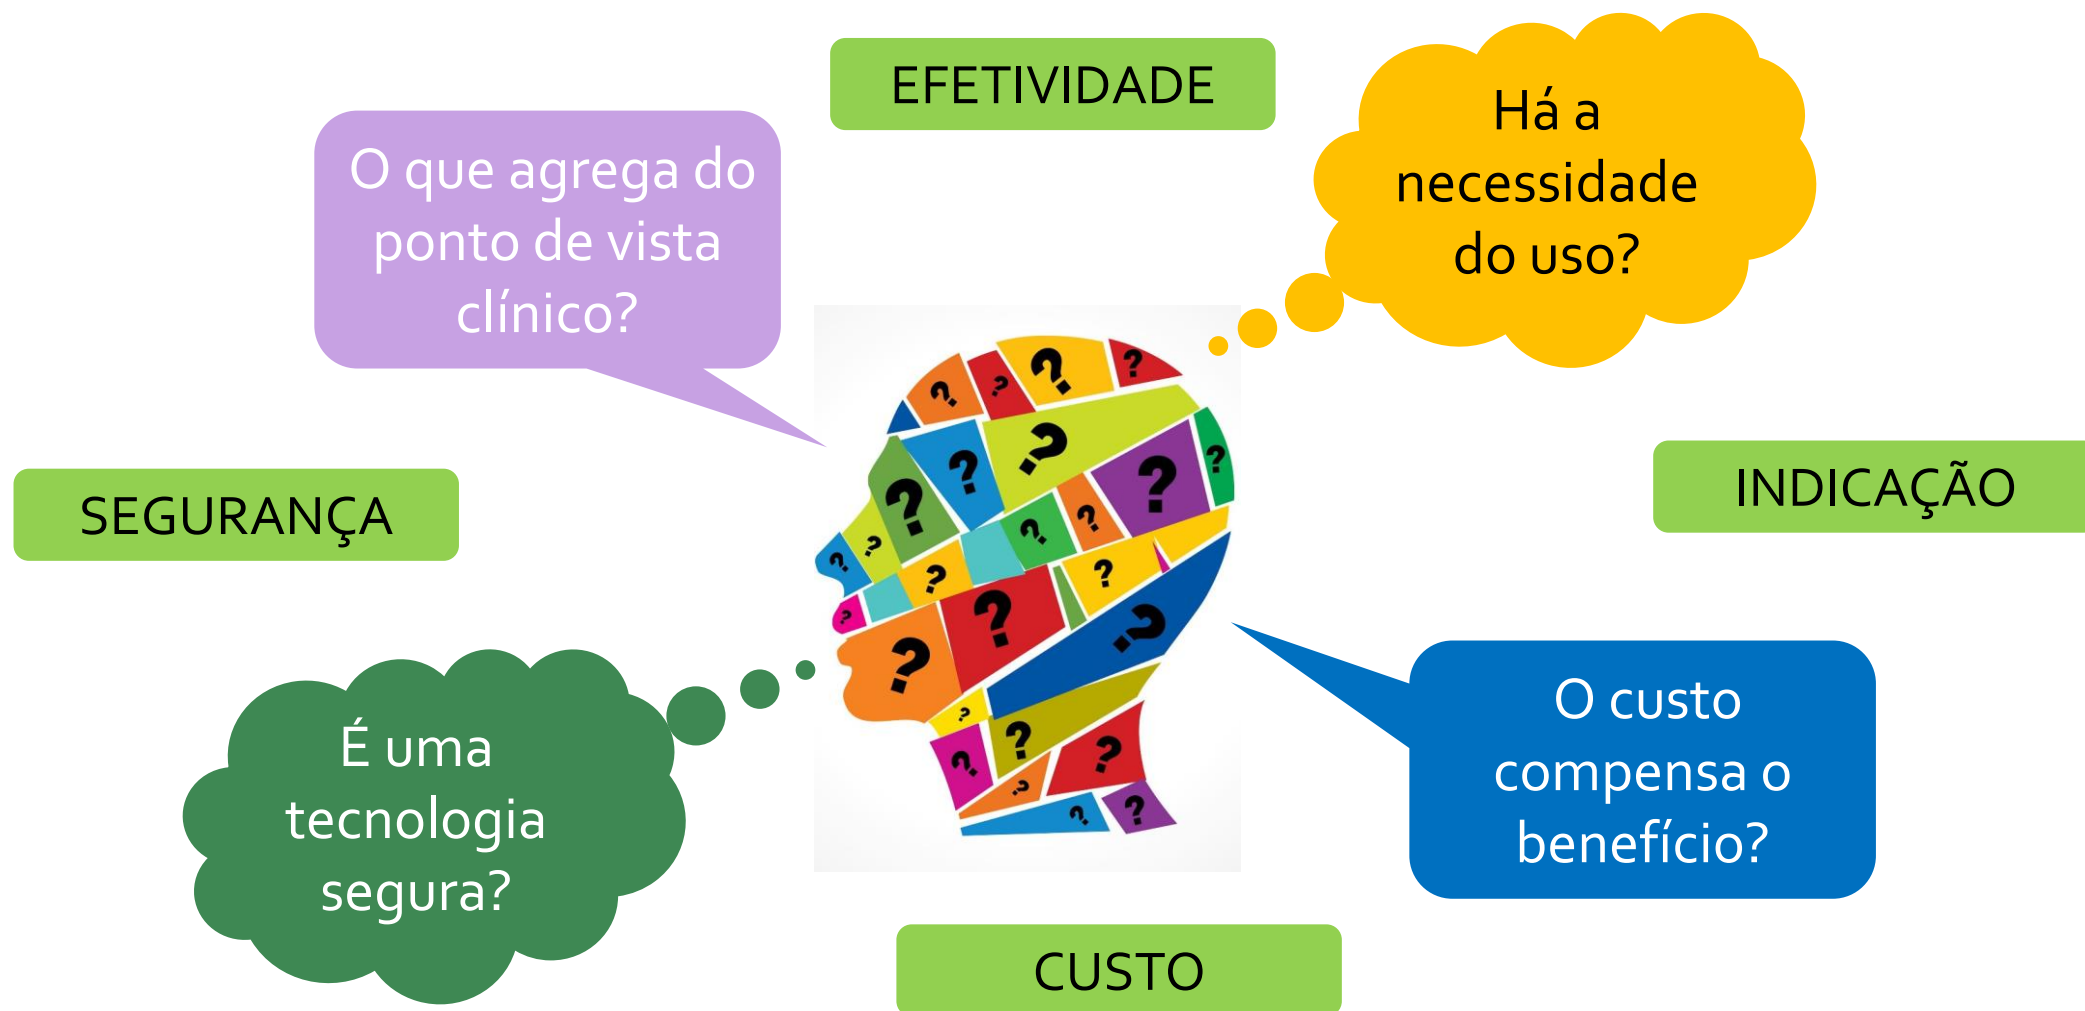 EFETIVIDADE
O que agrega do
ponto de vista
clínico?
Há a
necessidade
do uso?
SEGURANÇA
INDICAÇÃO
É uma
tecnologia
segura?
O custo
compensa o
benefício?
CUSTO